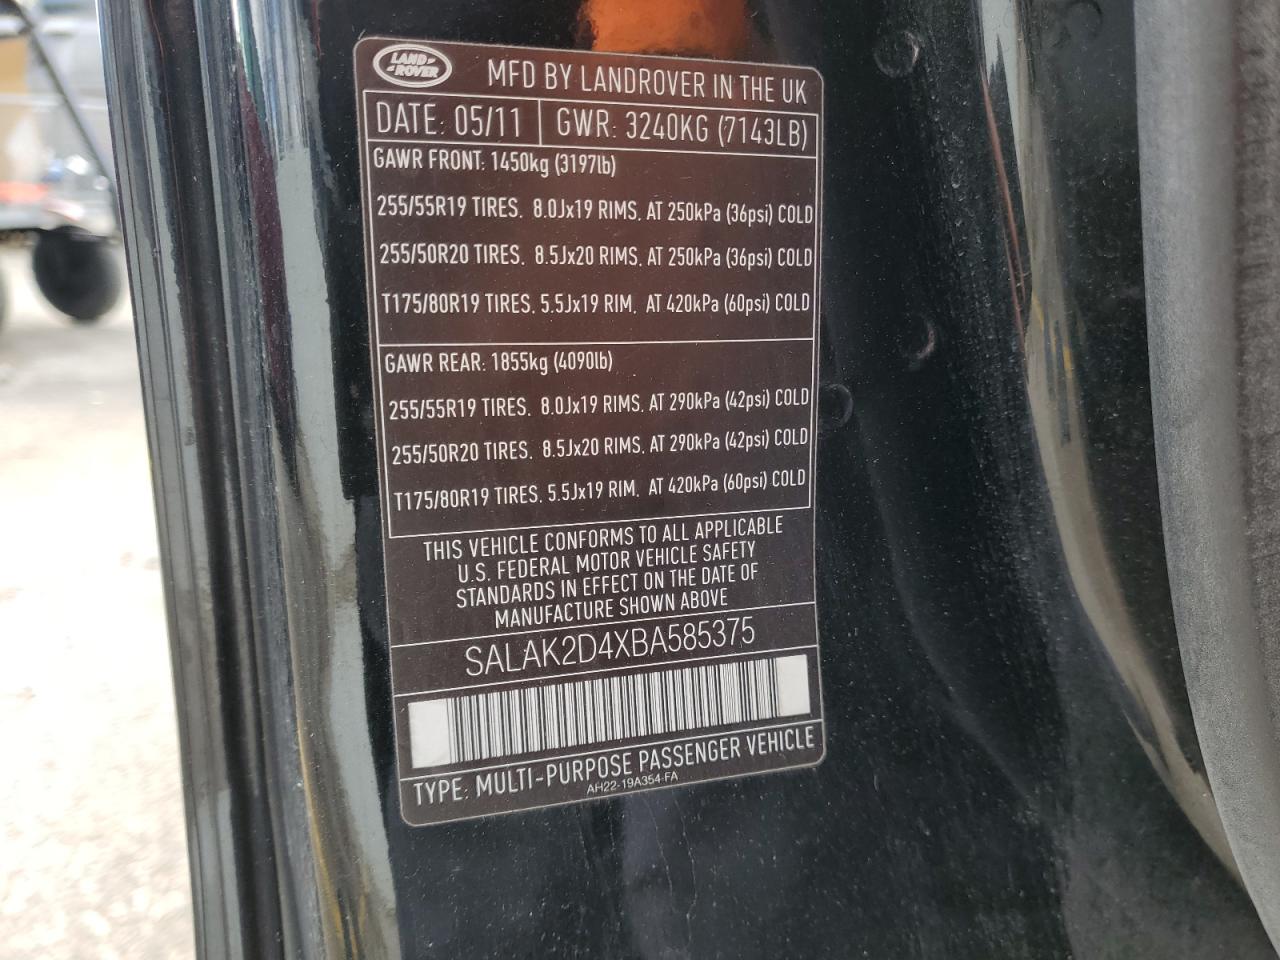 LAND ROVER
MFD BY LANDROVER IN THE UK
DATE: 05/11 GWR: 3240KG (7143LB)
GAWR FRONT: 1450kg (3197lb)
255/55R19 TIRES. 8.0Jx19 RIMS. AT 250kPa (36psi) COLD
255/50R20 TIRES. 8.5Jx20 RIMS. AT 250kPa (36psi) COLD
T175/80R19 TIRES. 5.5Jx19 RIM. AT 420kPa (60psi) COLD
GAWR REAR: 1855kg (4090lb)
255/55R19 TIRES. 8.0Jx19 RIMS. AT 290kPa (42psi) COLD
255/50R20 TIRES. 8.5Jx20 RIMS. AT 290kPa (42psi) COLD
T175/80R19 TIRES. 5.5Jx19 RIM. AT 420kPa (60psi) COLD
THIS VEHICLE CONFORMS TO ALL APPLICABLE
U.S. FEDERAL MOTOR VEHICLE SAFETY
STANDARDS IN EFFECT ON THE DATE OF
MANUFACTURE SHOWN ABOVE
SALAK2D4XBA585375
TYPE: MULTI-PURPOSE PASSENGER VEHICLE
AH22-19A354-FA